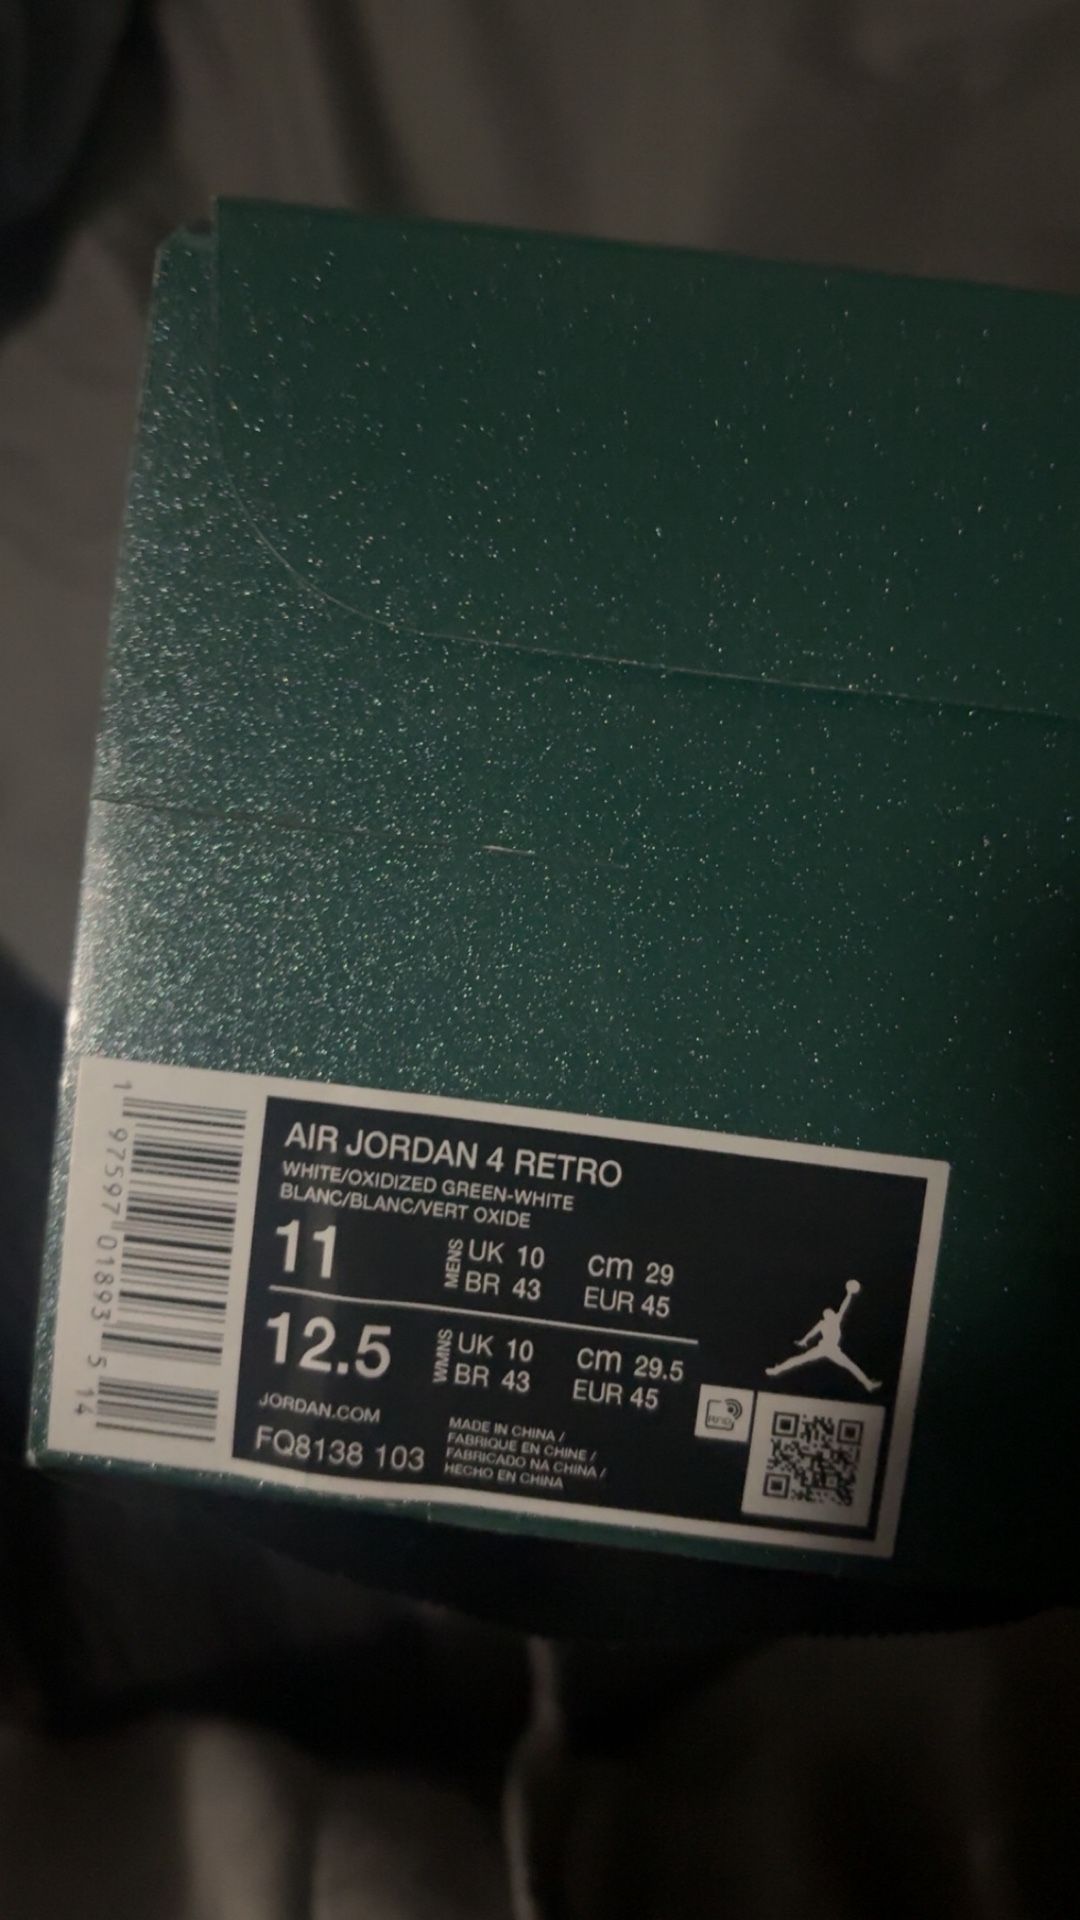 AIR JORDAN 4 RETRO
WHITE/OXIDIZED GREEN-WHITE
BLANC/BLANC/VERT OXIDE
11 MENS UK 10 cm 29
BR 43 EUR 45
12.5 WMNS UK 10 cm 29.5
BR 43 EUR 45
JORDAN.COM
FQ8138 103
MADE IN CHINA /
FABRIQUE EN CHINE /
FABRICADO NA CHINA /
HECHO EN CHINA
RFID
1 97597 01893 5 14